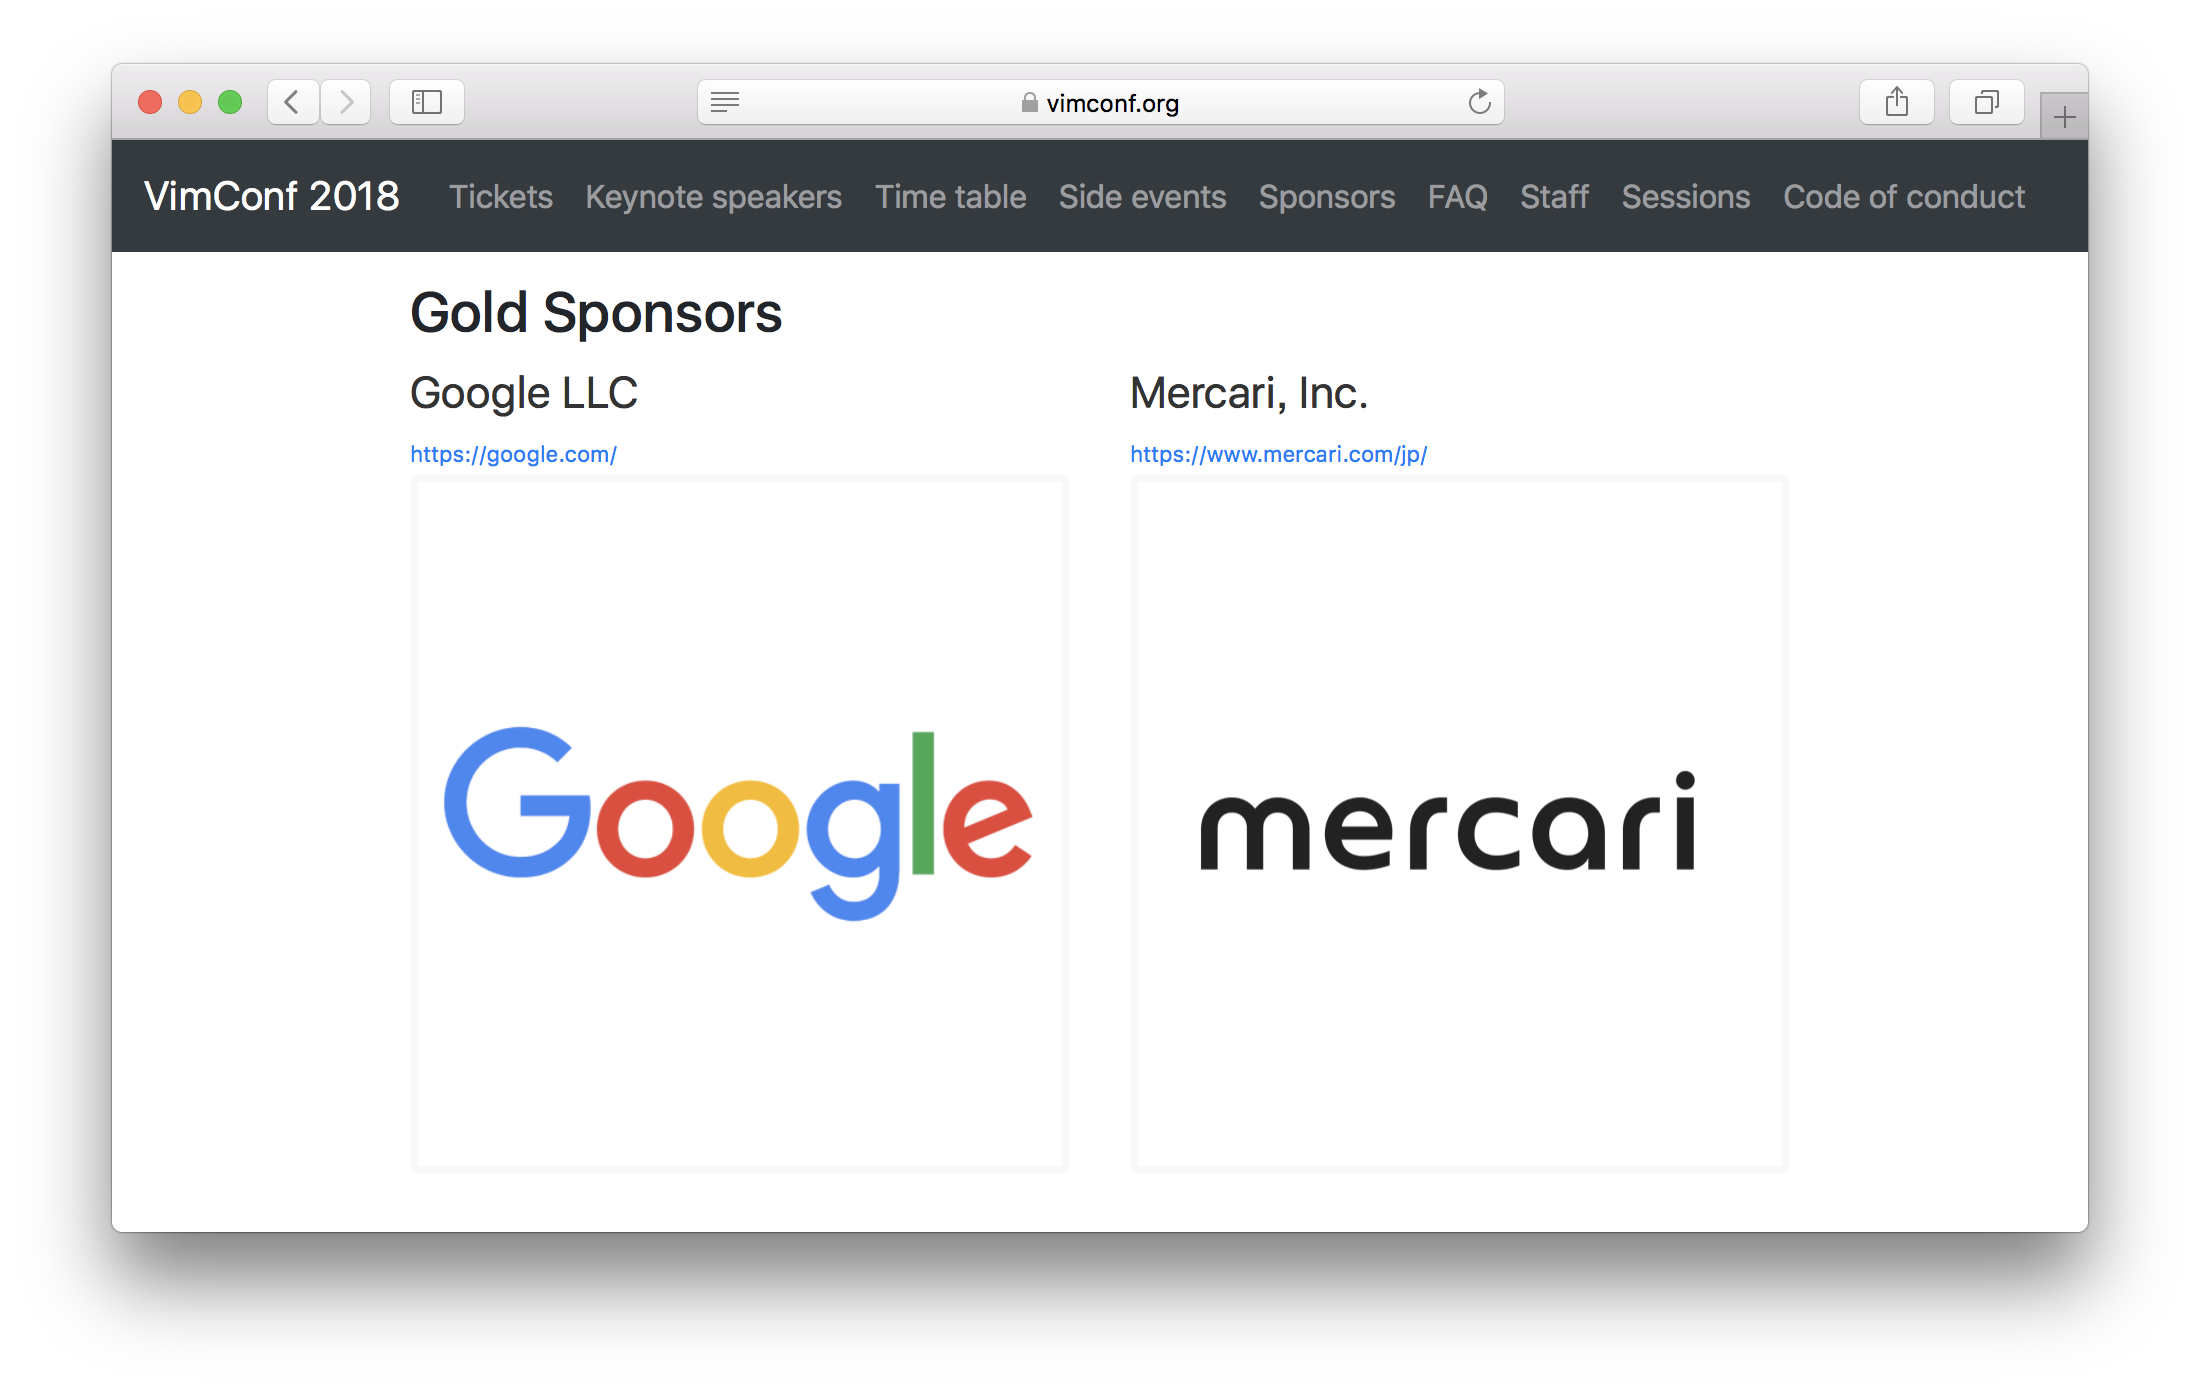 vimconf.org
VimConf 2018 Tickets Keynote speakers Time table Side events Sponsors FAQ Staff Sessions Code of conduct
Gold Sponsors
Google LLC
https://google.com/
Google
Mercari, Inc.
https://www.mercari.com/jp/
mercari